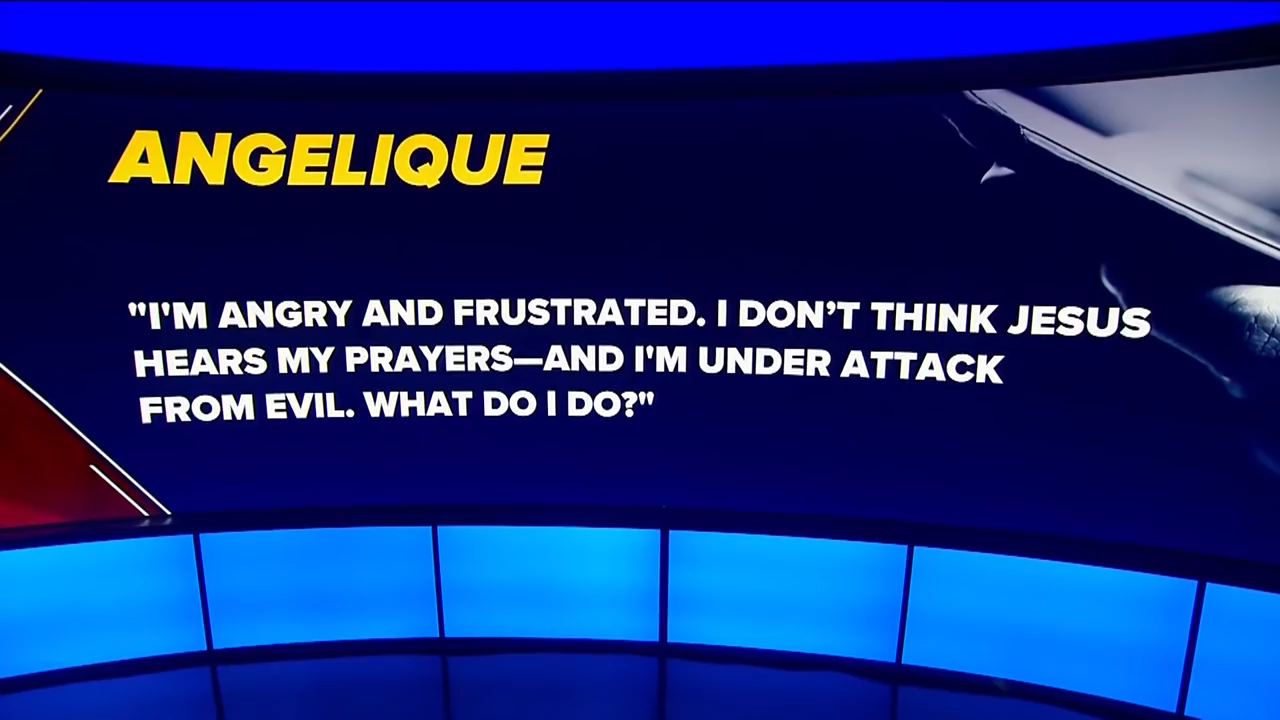 ANGELIQUE
"I'M ANGRY AND FRUSTRATED. I DON’T THINK JESUS
HEARS MY PRAYERS—AND I'M UNDER ATTACK
FROM EVIL. WHAT DO I DO?"